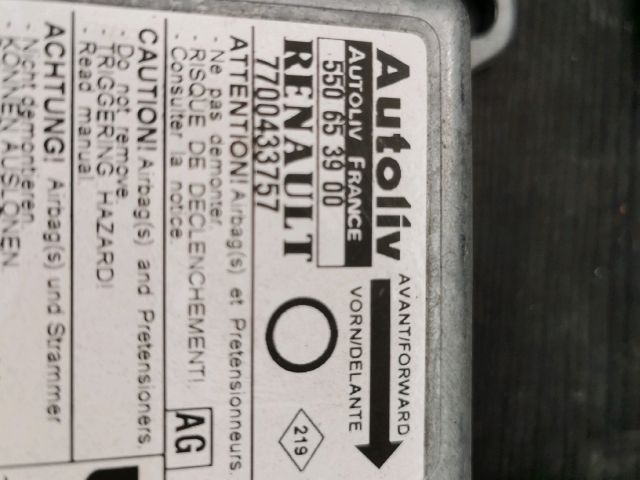 Autoliv
AUTOLIV FRANCE
550 65 39 00
RENAULT
7700433757
AVANT/FORWARD
VORN/DELANTE
219
ATTENTION! Airbag(s) et Pretensionneurs.
- Ne pas demonter.
- RISQUE DE DECLENCHEMENT!.
- Consulter la notice.
AG
CAUTION! Airbag(s) and Pretensioners.
- Do not remove.
- TRIGGERING HAZARD!
- Read manual.
ACHTUNG! Airbag(s) und Strammer
- Nicht demontieren.
- KÖNNEN AUSLÖNEN.